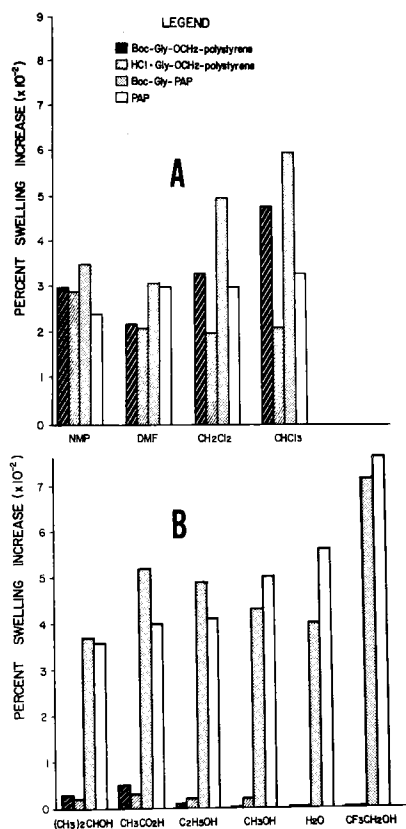 LEGEND
Boc-Gly-OCH2-polystyrene
HCl·Gly-OCH2-polystyrene
Boc-Gly-PAP
PAP
A
PERCENT SWELLING INCREASE (x10⁻²)
9
8
7
6
5
4
3
2
1
0
NMP DMF CH2Cl2 CHCl3
B
PERCENT SWELLING INCREASE (x10⁻²)
7
6
5
4
3
2
1
0
(CH3)2CHOH CH3CO2H C2H5OH CH3OH H2O CF3CH2OH